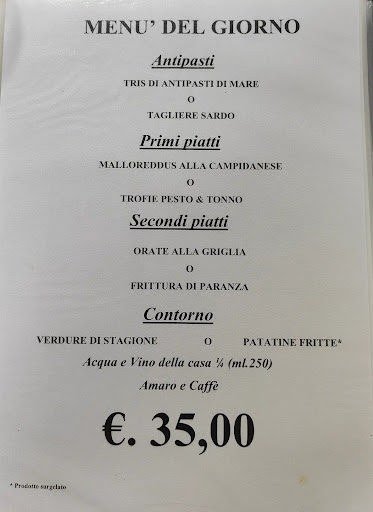 MENU' DEL GIORNO
Antipasti
TRIS DI ANTIPASTI DI MARE
O
TAGLIERE SARDO
Primi piatti
MALLOREDDUS ALLA CAMPIDANESE
O
TROFIE PESTO & TONNO
Secondi piatti
ORATE ALLA GRIGLIA
O
FRITTURA DI PARANZA
Contorno
VERDURE DI STAGIONE O PATATINE FRITTE*
Acqua e Vino della casa ¼ (ml.250)
Amaro e Caffè
€. 35,00
* Prodotto surgelato